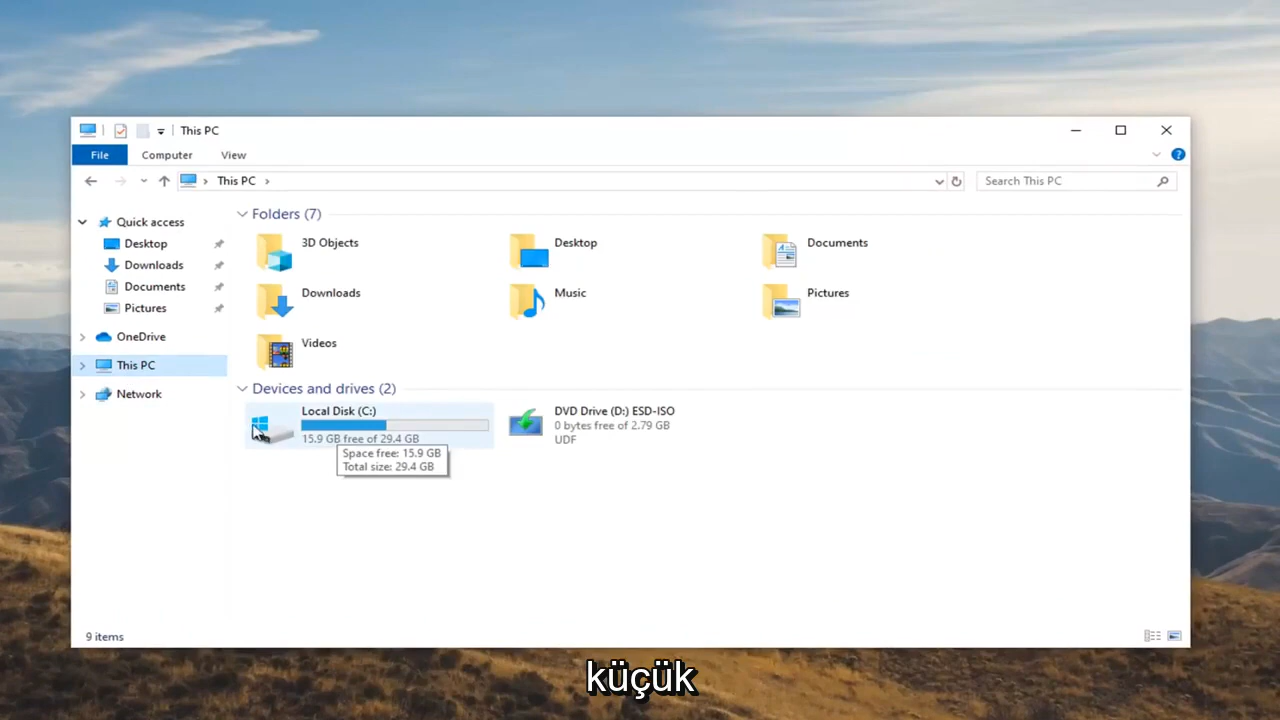 This PC
File Computer View
This PC
Search This PC
Quick access
Desktop
Downloads
Documents
Pictures
OneDrive
This PC
Network
Folders (7)
3D Objects
Desktop
Documents
Downloads
Music
Pictures
Videos
Devices and drives (2)
Local Disk (C:)
15.9 GB free of 29.4 GB
Space free: 15.9 GB
Total size: 29.4 GB
DVD Drive (D:) ESD-ISO
0 bytes free of 2.79 GB
UDF
9 items
küçük